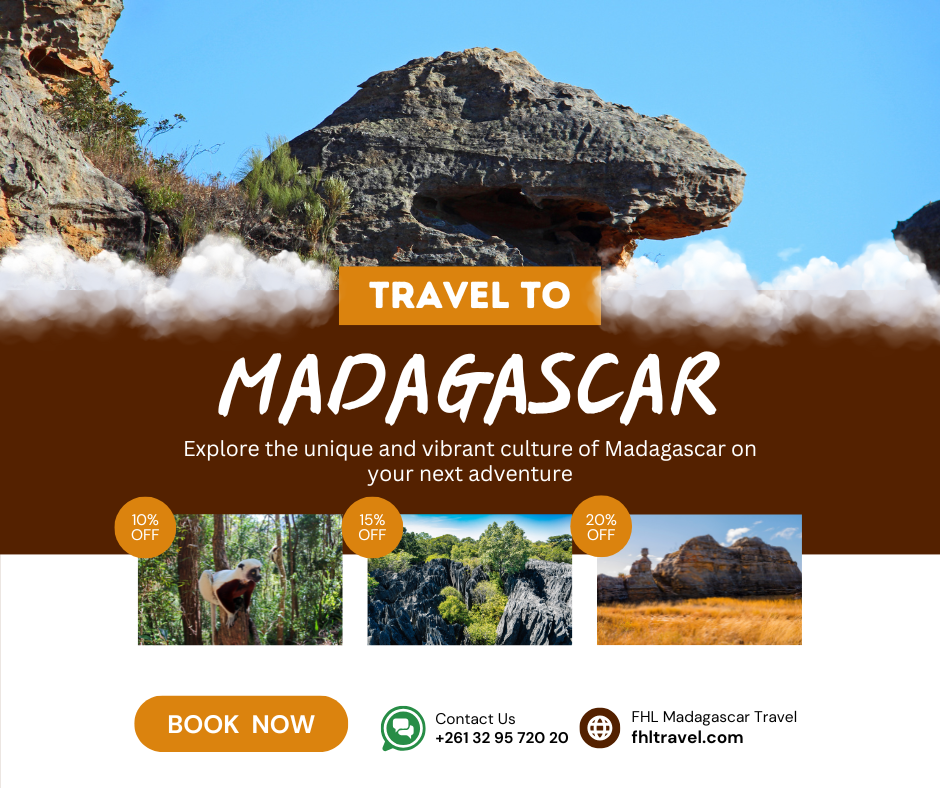 TRAVEL TO
MADAGASCAR
Explore the unique and vibrant culture of Madagascar on
your next adventure
10%
OFF
15%
OFF
20%
OFF
BOOK NOW
Contact Us
+261 32 95 720 20
FHL Madagascar Travel
fhltravel.com